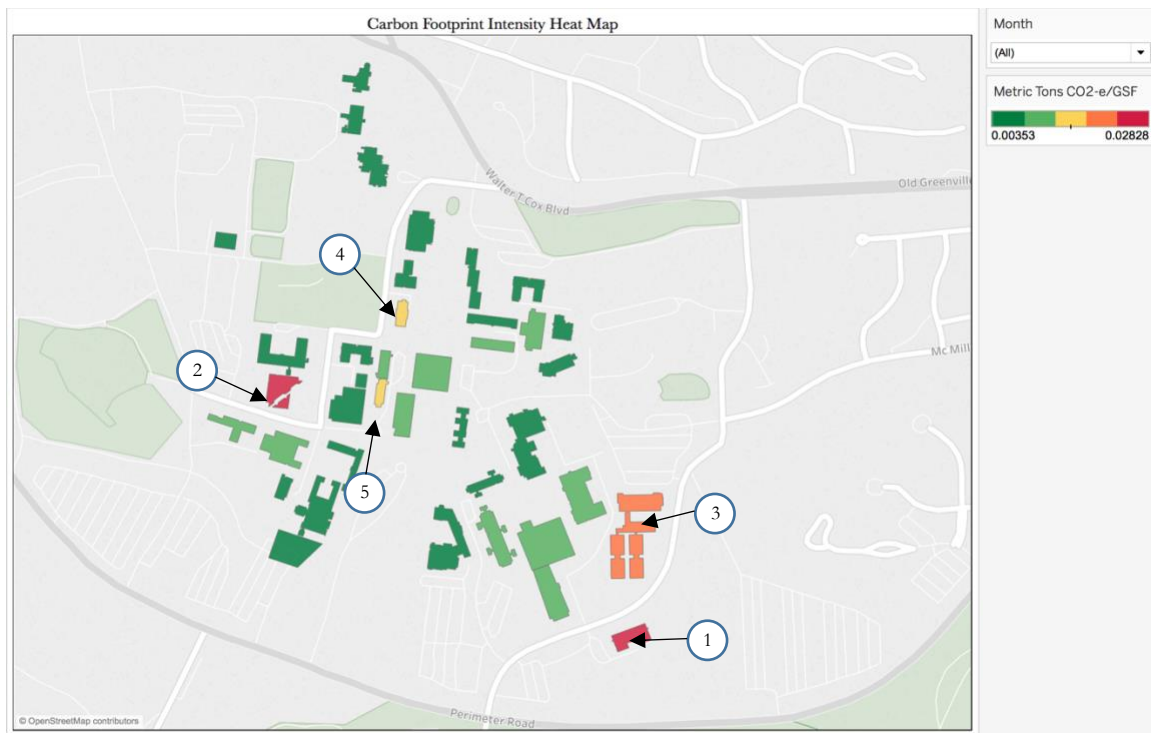 Carbon Footprint Intensity Heat Map
Month
(All)
Metric Tons CO2-e/GSF
0.00353 0.02828
Walter T Cox Blvd
Old Greenville
4
Mc Mill
2
5
3
1
Perimeter Road
© OpenStreetMap contributors